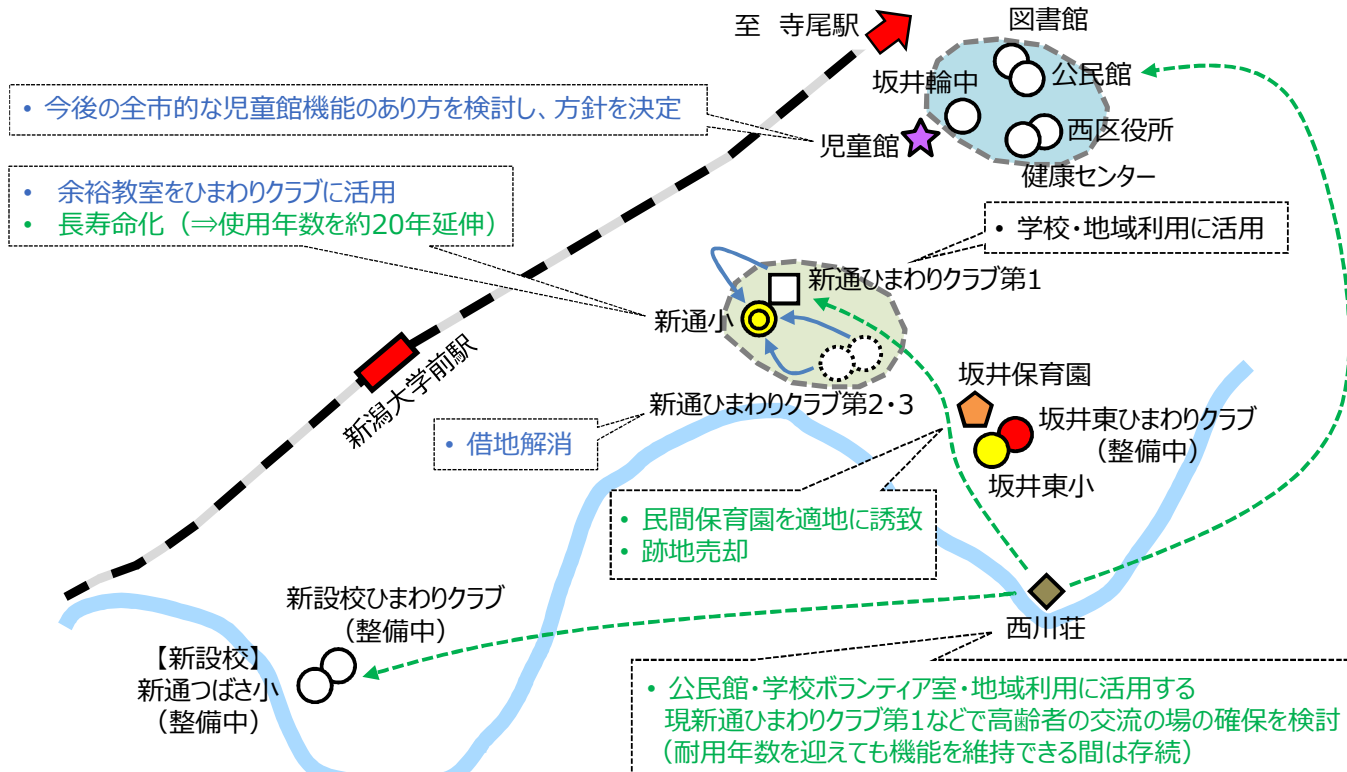 至 寺尾駅
図書館
公民館
坂井輪中
西区役所
児童館
健康センター
• 今後の全市的な児童館機能のあり方を検討し、方針を決定
• 余裕教室をひまわりクラブに活用
• 長寿命化（⇒使用年数を約20年延伸）
• 学校・地域利用に活用
新通ひまわりクラブ第1
新通小
新潟大学前駅
新通ひまわりクラブ第2・3
• 借地解消
坂井保育園
坂井東ひまわりクラブ
（整備中）
坂井東小
• 民間保育園を適地に誘致
• 跡地売却
新設校ひまわりクラブ
（整備中）
【新設校】
新通つばさ小
（整備中）
西川荘
• 公民館・学校ボランティア室・地域利用に活用する
現新通ひまわりクラブ第1などで高齢者の交流の場の確保を検討
（耐用年数を迎えても機能を維持できる間は存続）